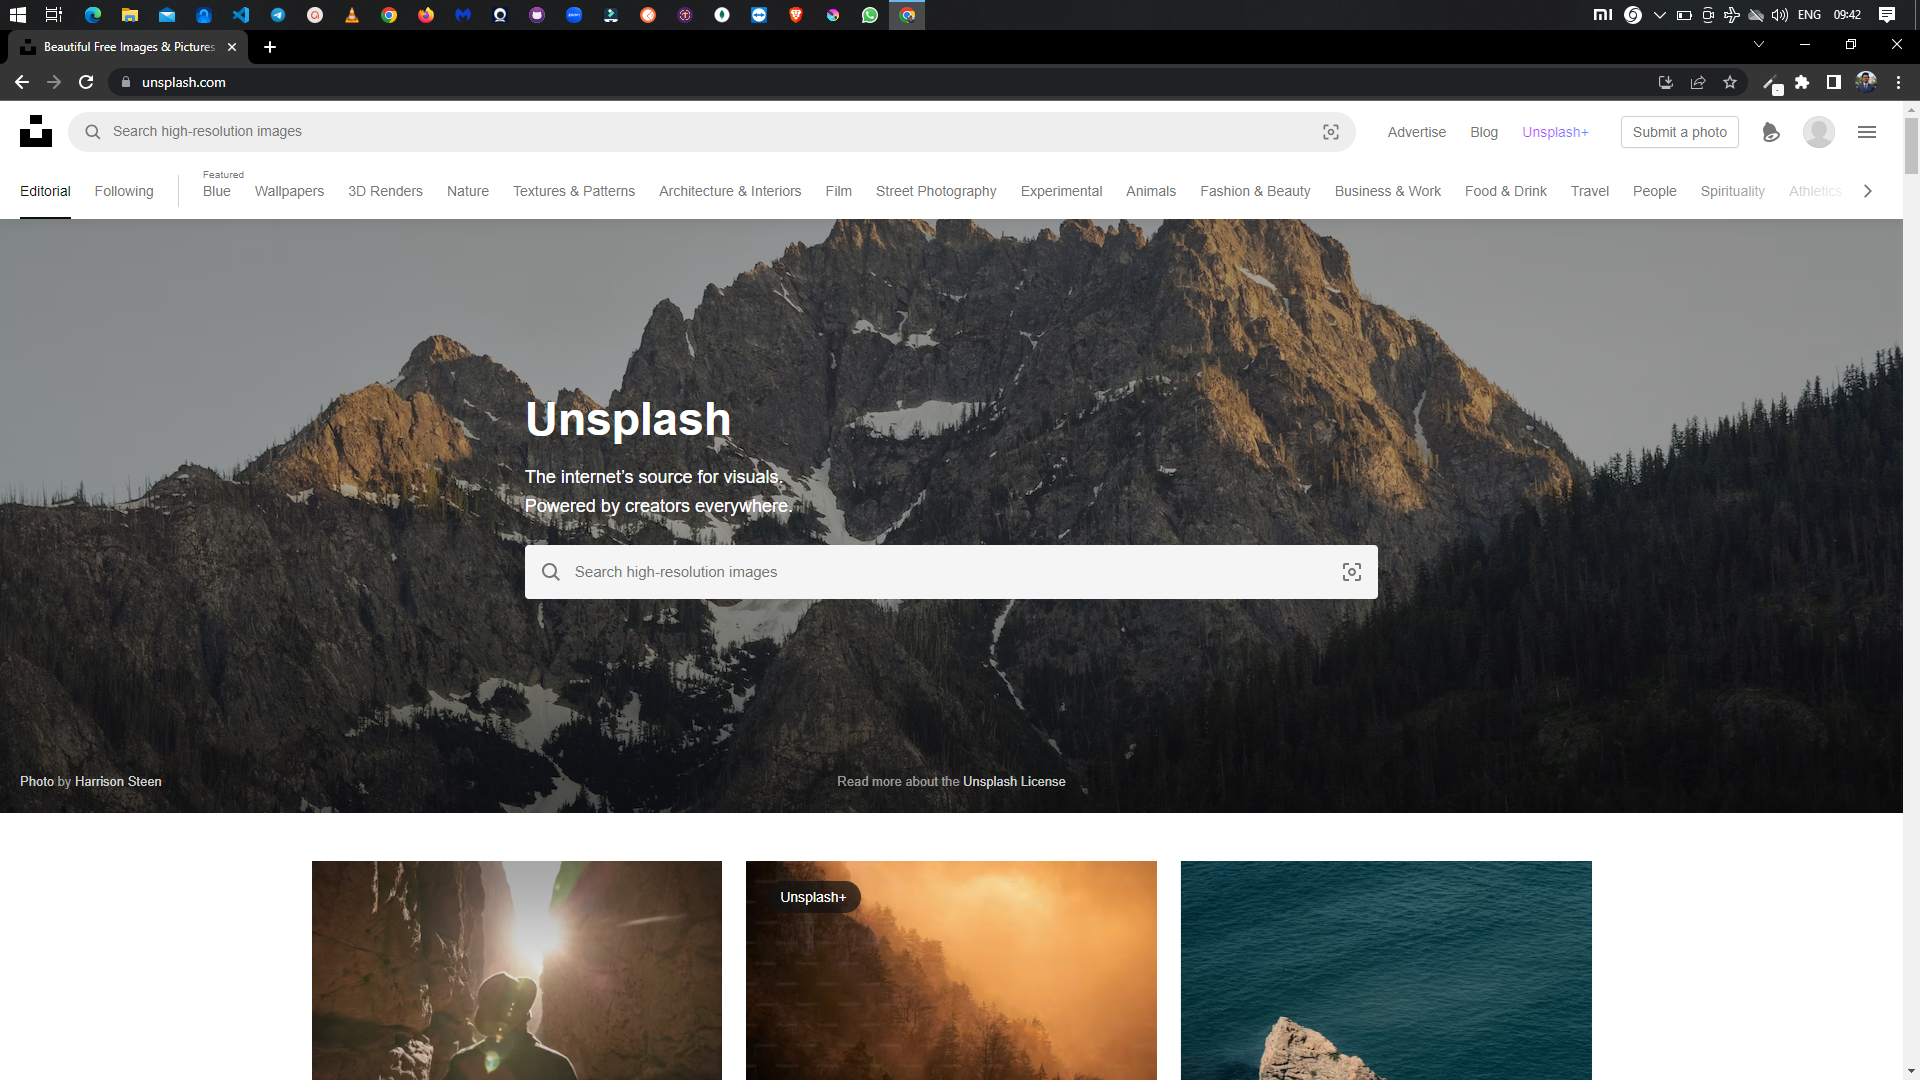 ENG 09:42
Beautiful Free Images & Pictures
unsplash.com
Search high-resolution images
Advertise Blog Unsplash+ Submit a photo
Featured
Editorial Following Blue Wallpapers 3D Renders Nature Textures & Patterns Architecture & Interiors Film Street Photography Experimental Animals Fashion & Beauty Business & Work Food & Drink Travel People Spirituality Athletics
Unsplash
The internet’s source for visuals.
Powered by creators everywhere.
Search high-resolution images
Photo by Harrison Steen
Read more about the Unsplash License
Unsplash+